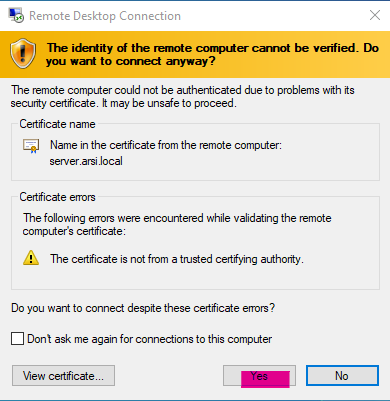 Remote Desktop Connection
The identity of the remote computer cannot be verified. Do
you want to connect anyway?
The remote computer could not be authenticated due to problems with its
security certificate. It may be unsafe to proceed.
Certificate name
Name in the certificate from the remote computer:
server.arsi.local
Certificate errors
The following errors were encountered while validating the remote
computer's certificate:
The certificate is not from a trusted certifying authority.
Do you want to connect despite these certificate errors?
Don't ask me again for connections to this computer
View certificate...
Yes
No